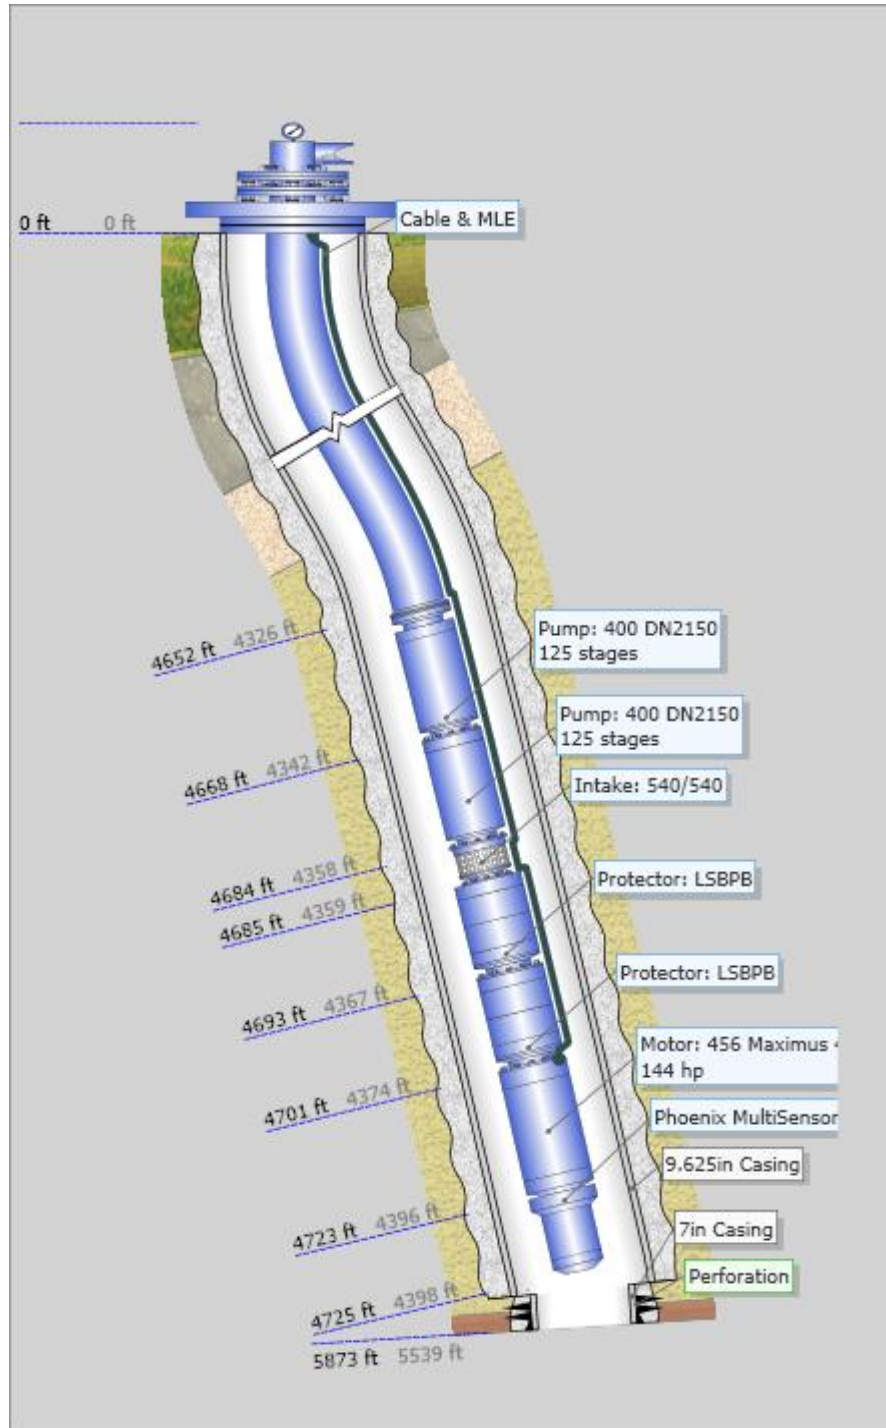 0 ft 0 ft
Cable & MLE
Pump: 400 DN2150
125 stages
4652 ft 4326 ft
Pump: 400 DN2150
125 stages
4668 ft 4342 ft
Intake: 540/540
4684 ft 4358 ft
Protector: LSBPB
4685 ft 4359 ft
Protector: LSBPB
4693 ft 4367 ft
Motor: 456 Maximus
144 hp
4701 ft 4374 ft
Phoenix MultiSensor
9.625in Casing
4723 ft 4396 ft
7in Casing
Perforation
4725 ft 4398 ft
5873 ft 5539 ft